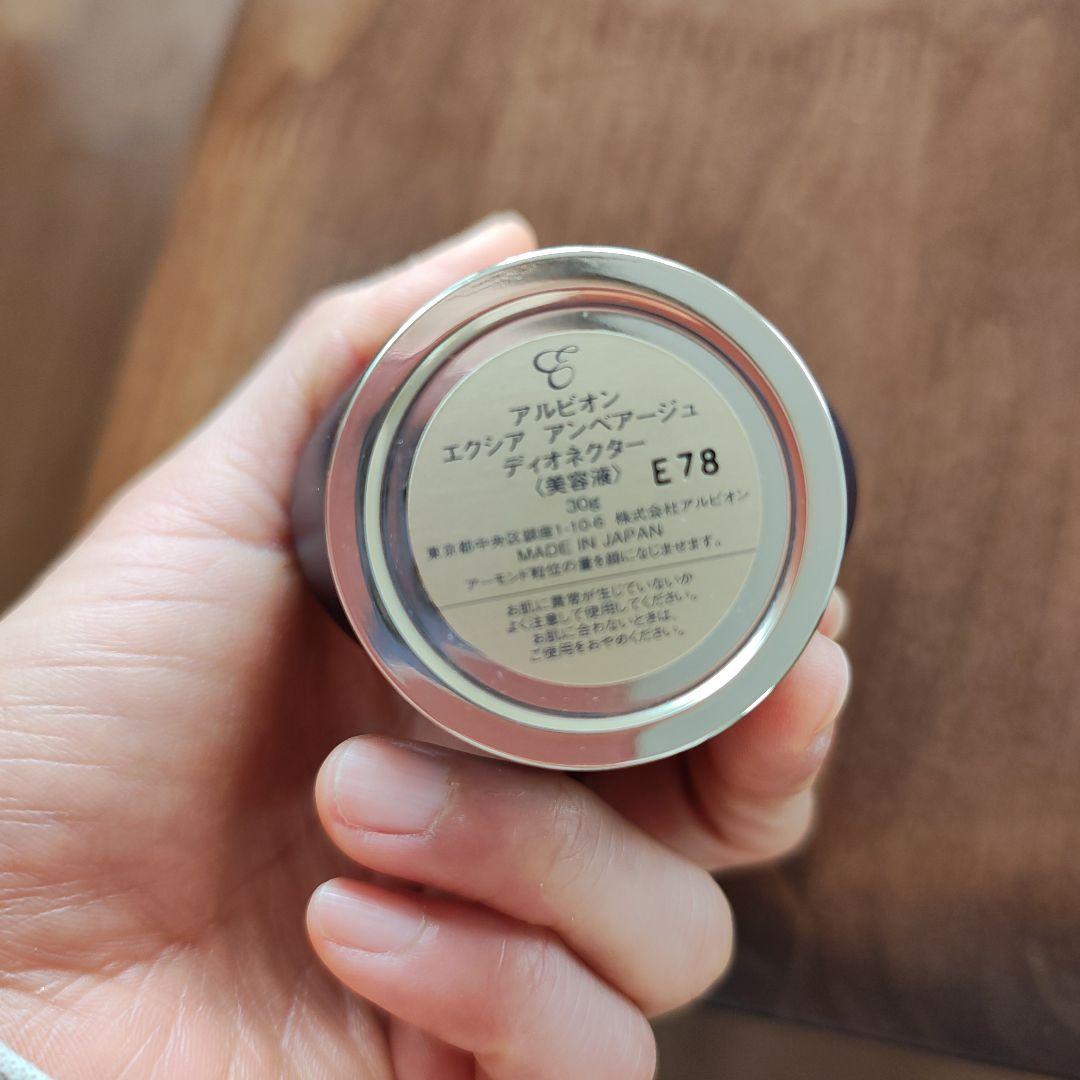 E
アルビオン
エクシア アンベアージュ
ディオネクター
〈美容液〉 E78
30g
東京都中央区銀座1-10-6 株式会社アルビオン
MADE IN JAPAN
アーモンド粒位の量を顔になじませます。
お肌に異常が生じていないか
よく注意して使用してください。
お肌に合わないときは、
ご使用をおやめください。